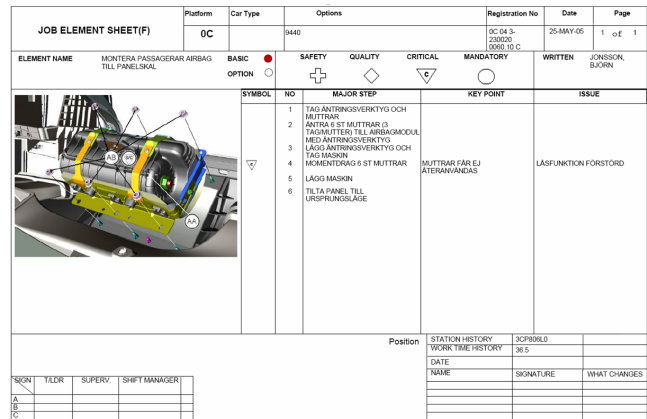 Platform Car Type Options Registration No Date Page
JOB ELEMENT SHEET(F) 0C 9440 0C 04 3-
230020
0060.10 C 25-MAY-05 1 of 1
ELEMENT NAME MONTERA PASSAGERAR AIRBAG
TILL PANELSKAL
BASIC
OPTION
SAFETY QUALITY CRITICAL MANDATORY
C
WRITTEN JONSSON,
BJÖRN
SYMBOL NO MAJOR STEP KEY POINT ISSUE
1 TAG ÄNTRINGSVERKTYG OCH
MUTTRAR
2 ÄNTRA 6 ST MUTTRAR (3
TAG/MUTTER) TILL AIRBAGMODUL
MED ÄNTRINGSVERKTYG
3 LÄGG ÄNTRINGSVERKTYG OCH
TAG MASKIN
4 MOMENTDRAG 6 ST MUTTRAR MUTTRAR FÅR EJ
ÅTERANVÄNDAS LÅSFUNKTION FÖRSTÖRD
5 LÄGG MASKIN
6 TILTA PANEL TILL
URSPRUNGSLÄGE
AB
AA
Position
STATION HISTORY 3CP806L0
WORK TIME HISTORY 36.5
DATE
NAME SIGNATURE WHAT CHANGES
SIGN T/LDR SUPERV. SHIFT MANAGER
A
B
C